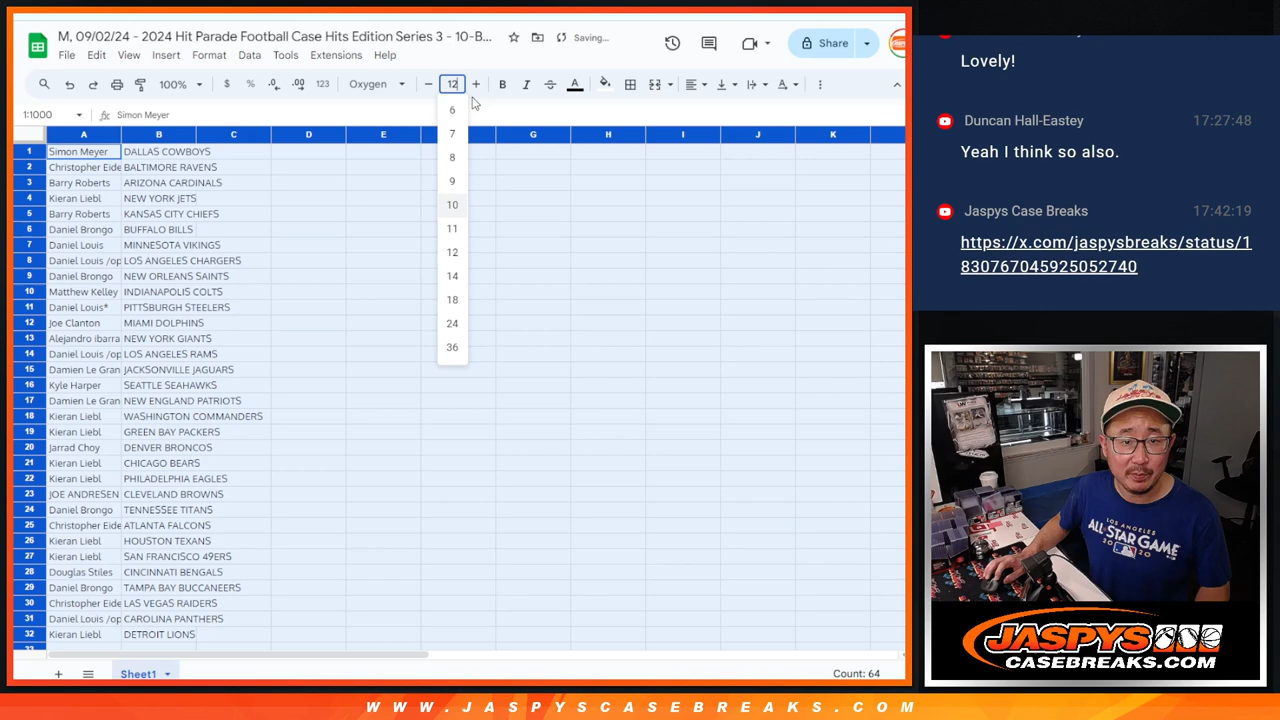 M, 09/02/24 - 2024 Hit Parade Football Case Hits Edition Series 3 - 10-B...
Saving...
Share
File Edit View Insert Format Data Tools Extensions Help
100% $ % .0 .00 123 Oxygen − 12 + B I S A
1:1000 fx Simon Meyer
A B C D E F G H I J K
1 Simon Meyer DALLAS COWBOYS
2 Christopher Eide BALTIMORE RAVENS
3 Barry Roberts ARIZONA CARDINALS
4 Kieran Liebl NEW YORK JETS
5 Barry Roberts KANSAS CITY CHIEFS
6 Daniel Brongo BUFFALO BILLS
7 Daniel Louis MINNESOTA VIKINGS
8 Daniel Louis /op LOS ANGELES CHARGERS
9 Daniel Brongo NEW ORLEANS SAINTS
10 Matthew Kelley INDIANAPOLIS COLTS
11 Daniel Louis* PITTSBURGH STEELERS
12 Joe Clanton MIAMI DOLPHINS
13 Alejandro ibarra NEW YORK GIANTS
14 Daniel Louis /op LOS ANGELES RAMS
15 Damien Le Gran JACKSONVILLE JAGUARS
16 Kyle Harper SEATTLE SEAHAWKS
17 Damien Le Gran NEW ENGLAND PATRIOTS
18 Kieran Liebl WASHINGTON COMMANDERS
19 Kieran Liebl GREEN BAY PACKERS
20 Jarrad Choy DENVER BRONCOS
21 Kieran Liebl CHICAGO BEARS
22 Kieran Liebl PHILADELPHIA EAGLES
23 JOE ANDRESEN CLEVELAND BROWNS
24 Daniel Brongo TENNESSEE TITANS
25 Christopher Eide ATLANTA FALCONS
26 Kieran Liebl HOUSTON TEXANS
27 Kieran Liebl SAN FRANCISCO 49ERS
28 Douglas Stiles CINCINNATI BENGALS
29 Daniel Brongo TAMPA BAY BUCCANEERS
30 Christopher Eide LAS VEGAS RAIDERS
31 Daniel Louis /op CAROLINA PANTHERS
32 Kieran Liebl DETROIT LIONS
6
7
8
9
10
11
12
14
18
24
36
Sheet1
Count: 64
Lovely!
Duncan Hall-Eastey 17:27:48
Yeah I think so also.
Jaspys Case Breaks 17:42:19
https://x.com/jaspysbreaks/status/1
830767045925052740
LOS ANGELES
ALL-STAR GAME
2020
JASPYS
CASEBREAKS.COM
WWW.JASPYSCASEBREAKS.COM